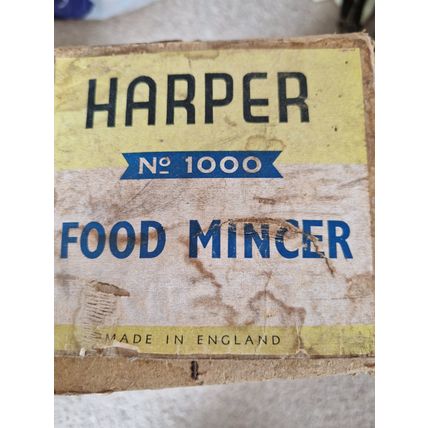 HARPER
Nº 1000
FOOD MINCER
MADE IN ENGLAND